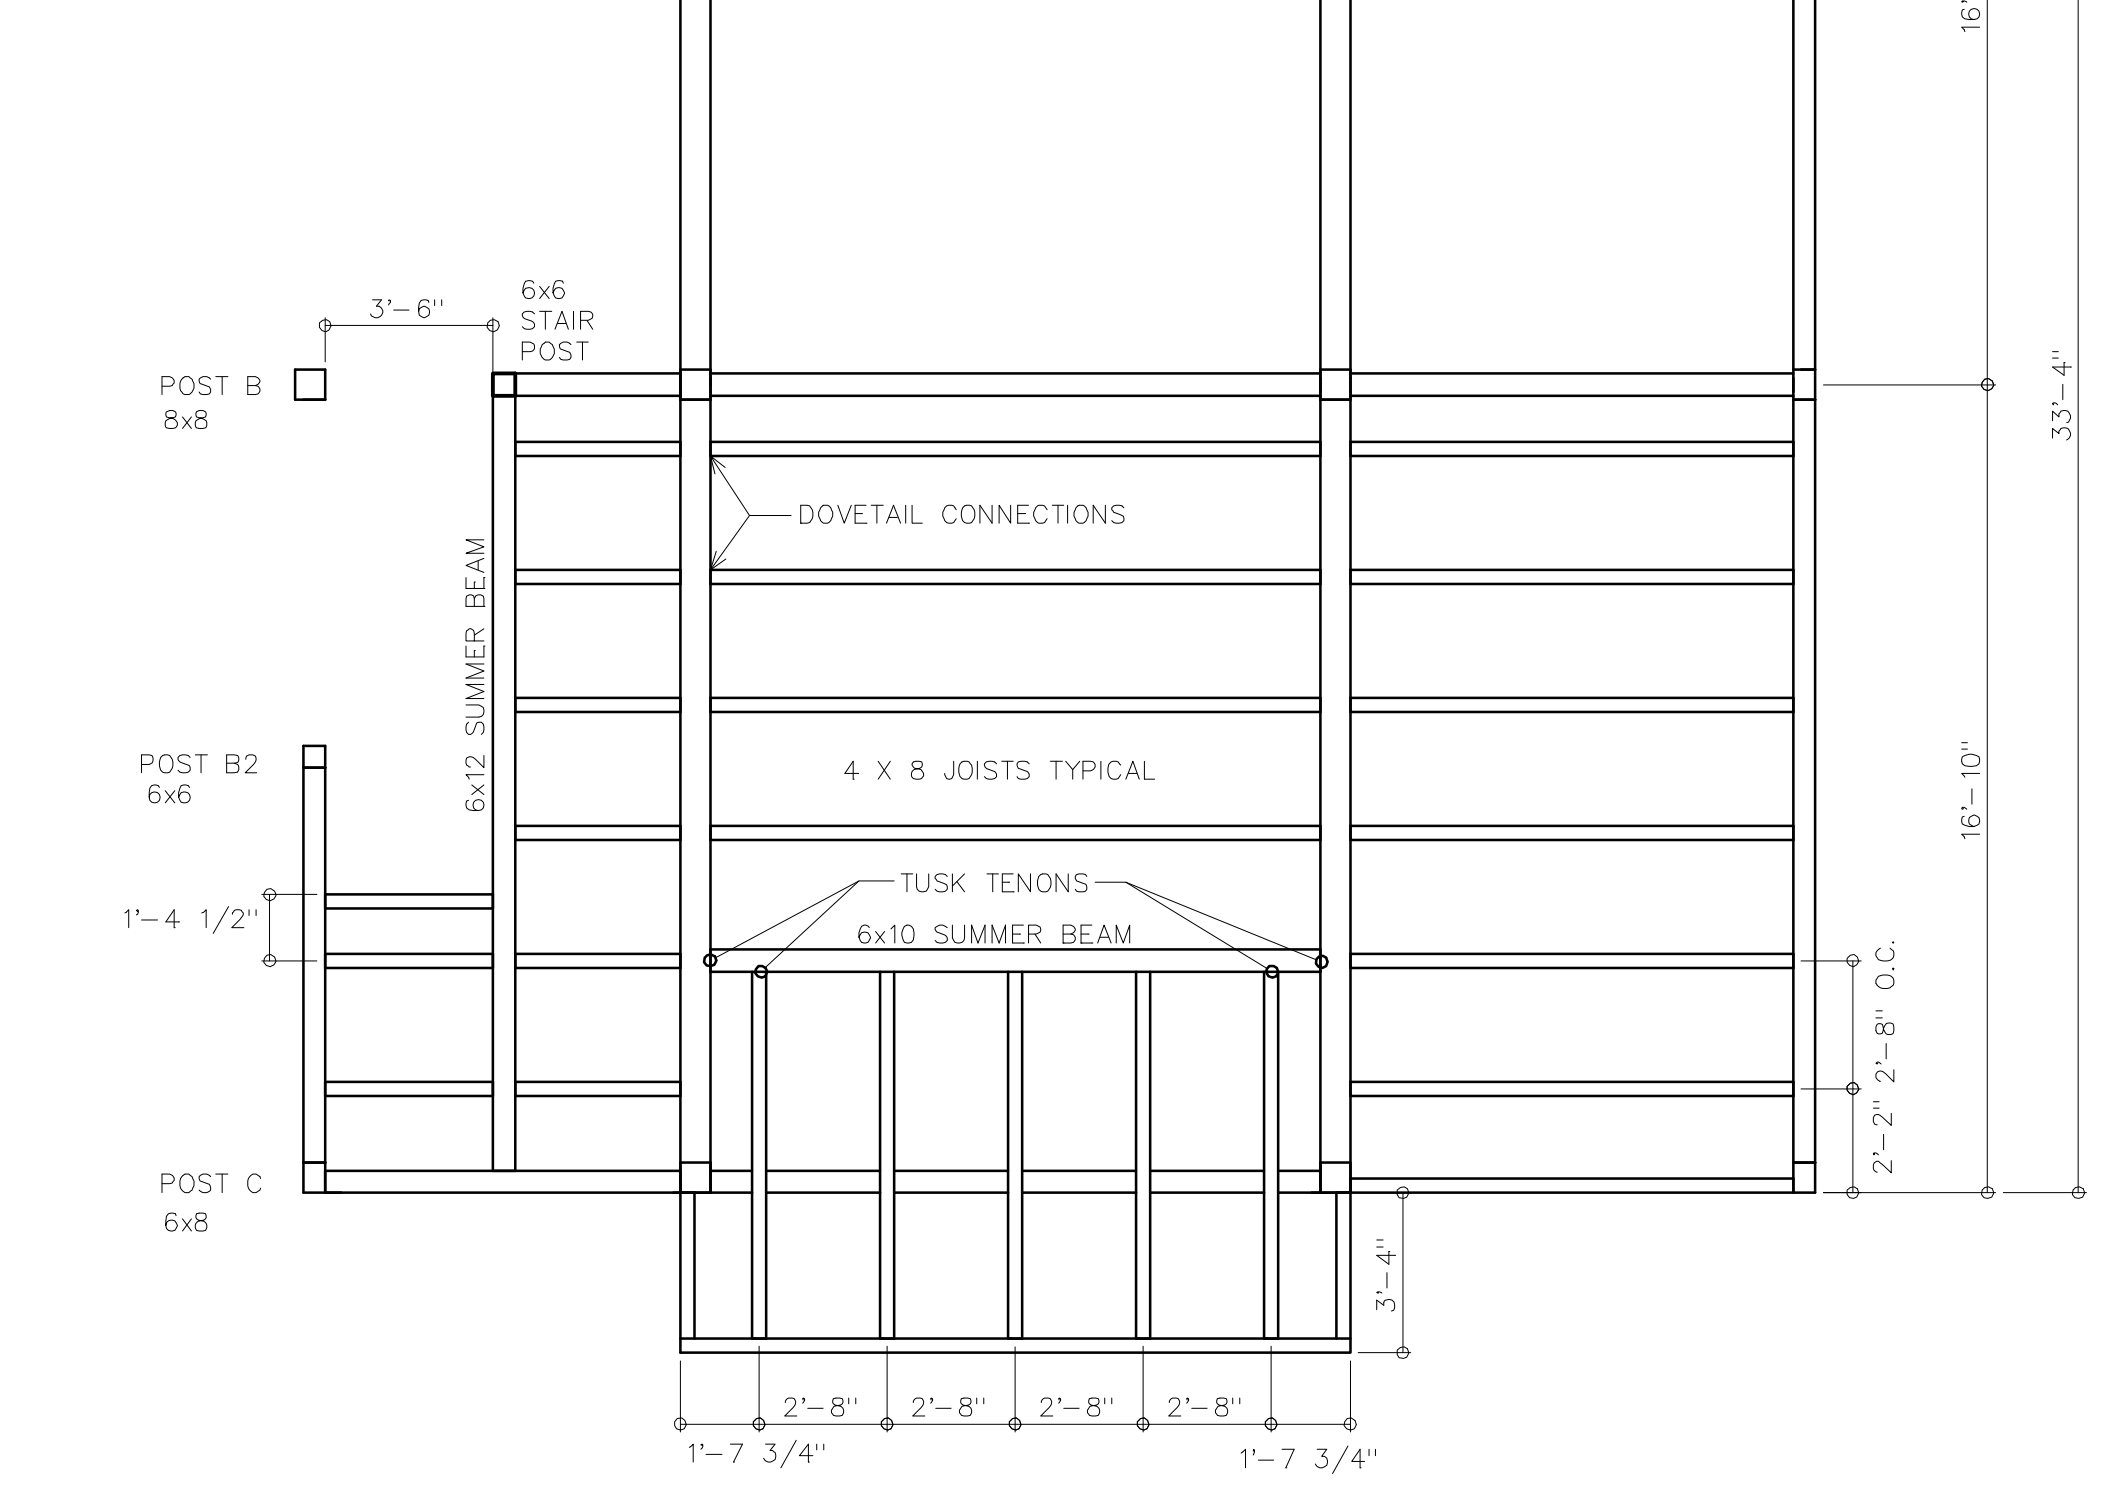 16'
6x6
STAIR
POST
3'-6"
POST B
8x8
33'-4"
DOVETAIL CONNECTIONS
6x12 SUMMER BEAM
POST B2
6x6
4 X 8 JOISTS TYPICAL
16'-10"
TUSK TENONS
1'-4 1/2"
6x10 SUMMER BEAM
2'-8" O.C.
2'-2"
POST C
6x8
3'-4"
2'-8" 2'-8" 2'-8" 2'-8"
1'-7 3/4" 1'-7 3/4"